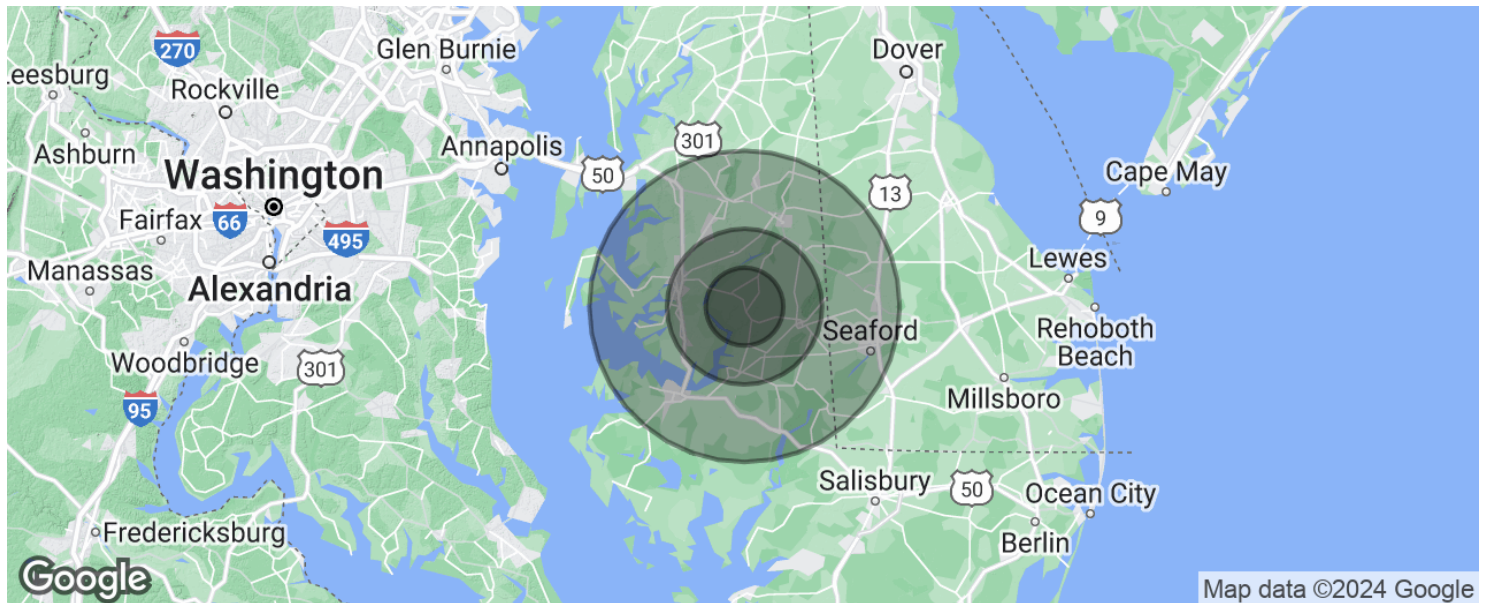 270
Glen Burnie
Dover
Leesburg
Rockville
Ashburn
Annapolis
301
50
Washington
Cape May
13
Fairfax
66
495
9
Manassas
Alexandria
Lewes
Woodbridge
301
Seaford
Rehoboth
Beach
95
Millsboro
Salisbury
50
Ocean City
Fredericksburg
Berlin
Google
Map data ©2024 Google